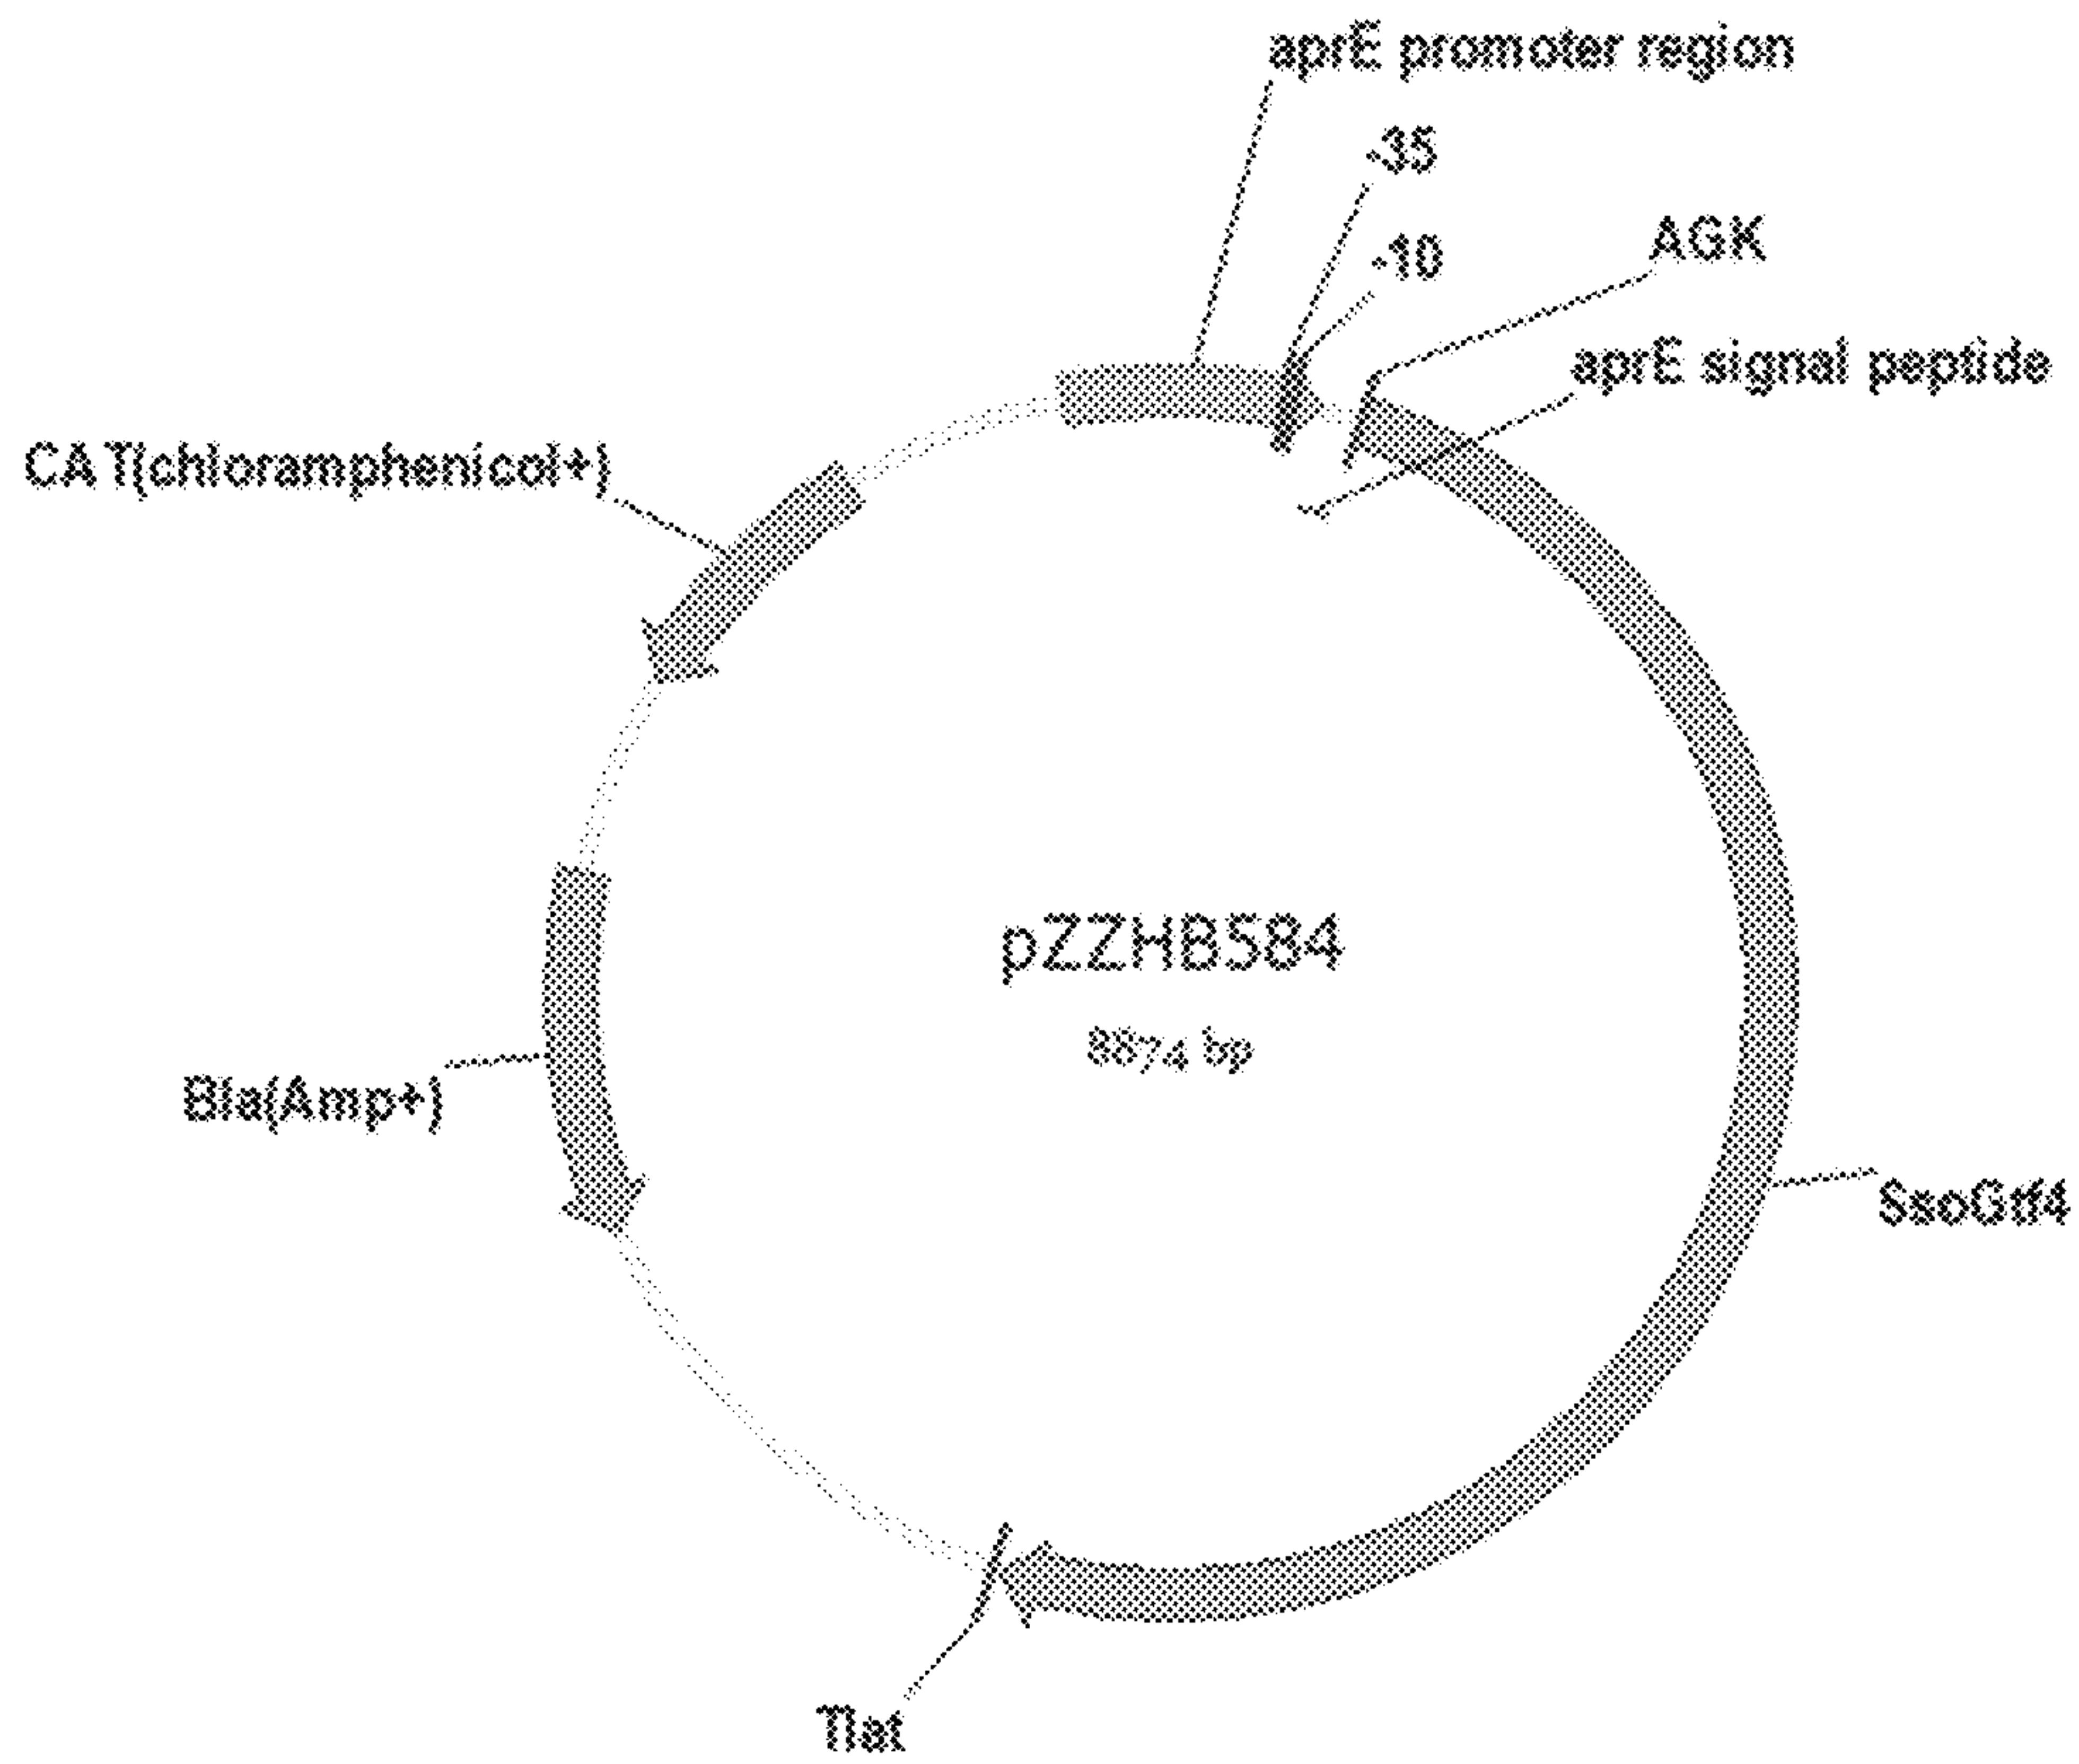 aprE promoter region
-35
-10
AGK
aprE signal peptide
CAT(chloramphenicol+)
pZZHB584
8874 bp
Bla(Amp+)
SsoGtf4
Tlat